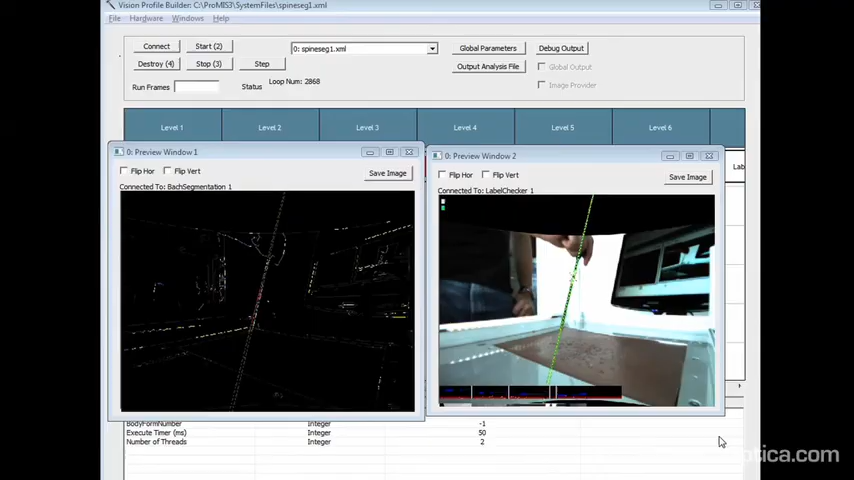 Vision Profile Builder: C:\ProMIS3\SystemFiles\spineseg1.xml
File Hardware Windows Help
Connect Start (2) 0: spineseg1.xml Global Parameters Debug Output
Destroy (4) Stop (3) Step Output Analysis File Global Output
Run Frames Status Loop Num: 2868 Image Provider
Level 1 Level 2 Level 3 Level 4 Level 5 Level 6
0: Preview Window 1
Flip Hor Flip Vert Save Image
Connected To: BachSegmentation 1
0: Preview Window 2
Flip Hor Flip Vert Save Image
Connected To: LabelChecker 1
Lab
BodyFormNumber Integer -1
Execute Timer (ms) Integer 50
Number of Threads Integer 2
optica.com